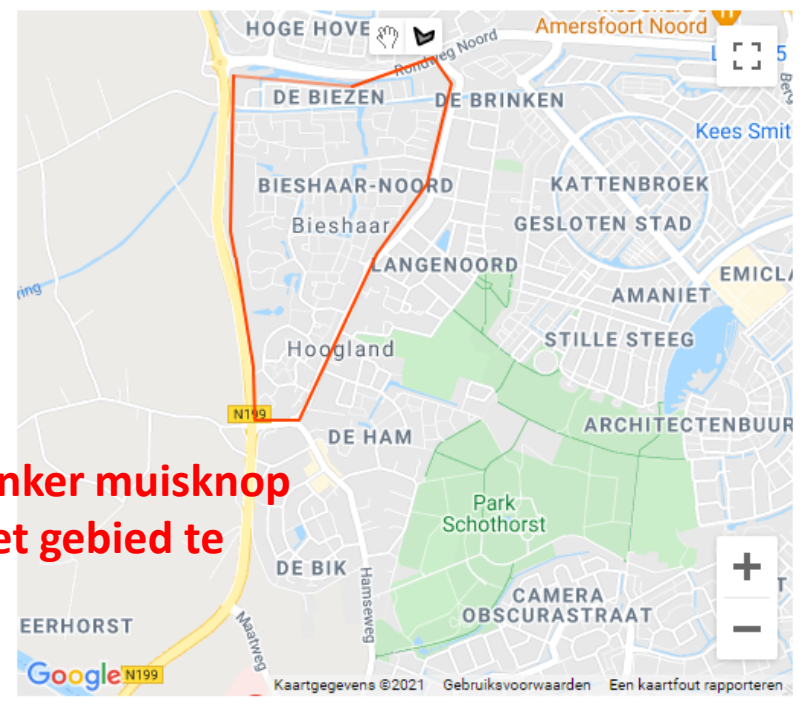 Amersfoort Noord
HOGE HOVE
Rondweg Noord
DE BIEZEN
DE BRINKEN
Kees Smit
BIESHAAR-NOORD
KATTENBROEK
Bieshaar
GESLOTEN STAD
LANGENOORD
EMICLA
ring
AMANIET
Hoogland
STILLE STEEG
N199
DE HAM
ARCHITECTENBUUR
nker muisknop
et gebied te
Park
Schothorst
DE BIK
Hamseweg
CAMERA
OBSCURASTRAAT
EERHORST
Maatweg
Google N199
Kaartgegevens ©2021 Gebruiksvoorwaarden Een kaartfout rapporteren